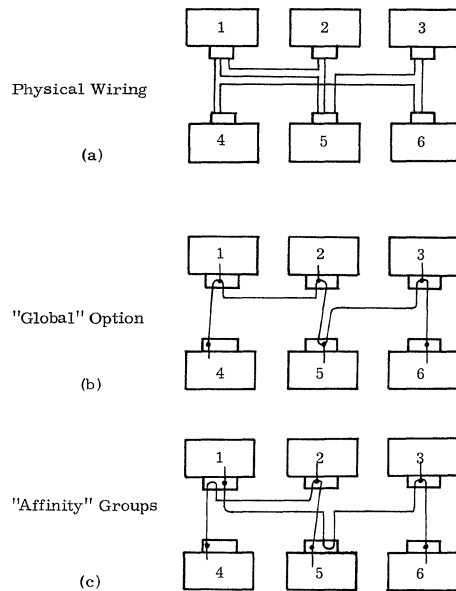 1 2 3
Physical Wiring
4 5 6
(a)
1 2 3
"Global" Option
4 5 6
(b)
1 2 3
"Affinity" Groups
4 5 6
(c)